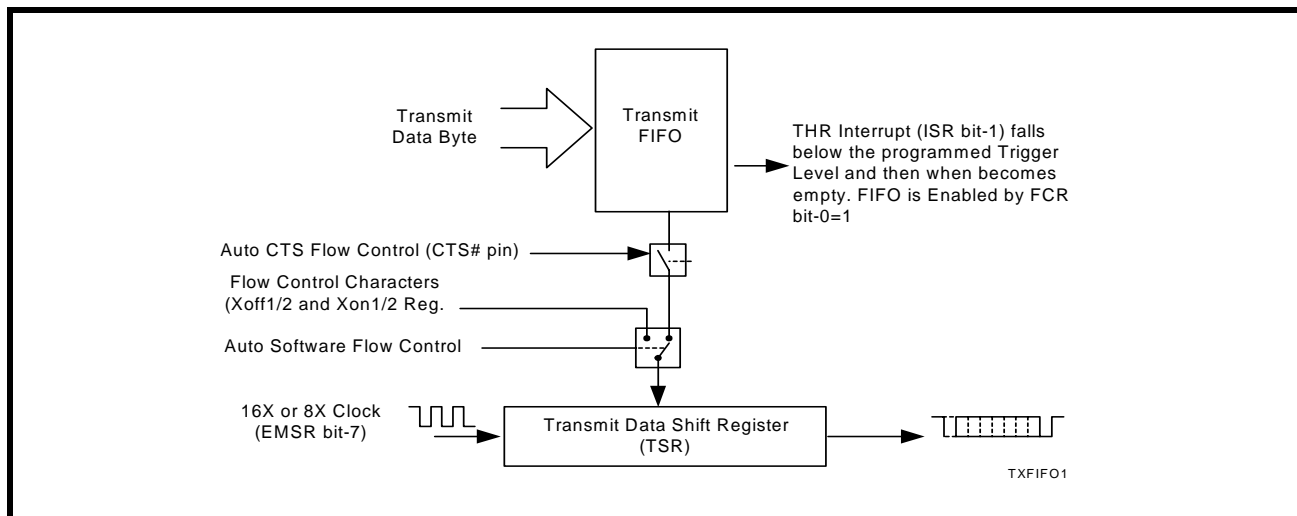 Transmit
Data Byte
Transmit
FIFO
THR Interrupt (ISR bit-1) falls
below the programmed Trigger
Level and then when becomes
empty. FIFO is Enabled by FCR
bit-0=1
Auto CTS Flow Control (CTS# pin)
Flow Control Characters
(Xoff1/2 and Xon1/2 Reg.
Auto Software Flow Control
16X or 8X Clock
(EMSR bit-7)
Transmit Data Shift Register
(TSR)
TXFIFO1